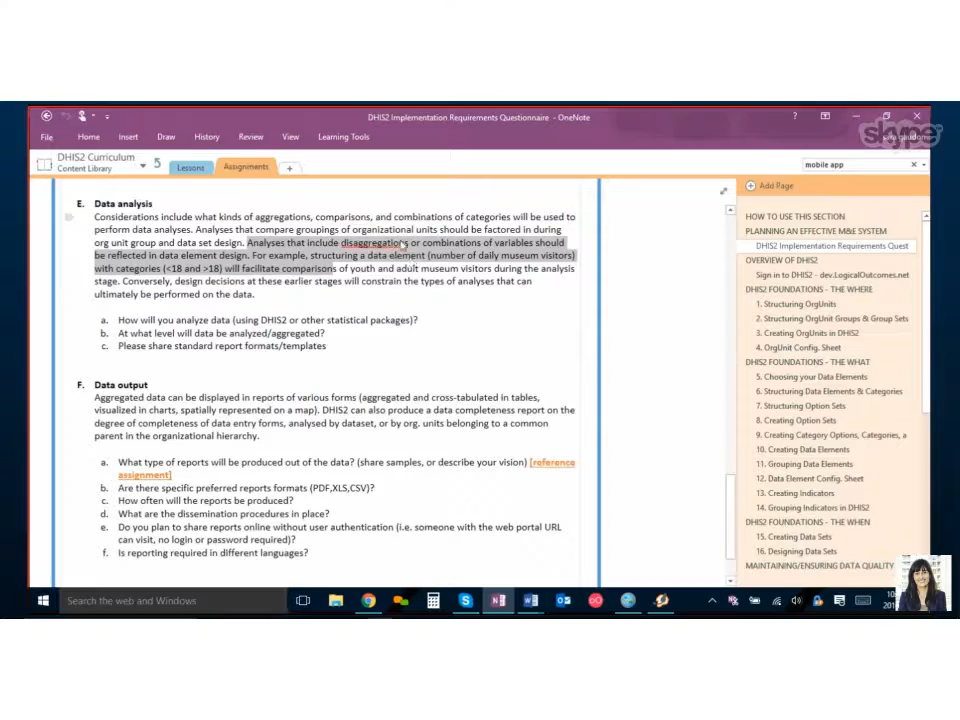 DHIS2 Implementation Requirements Questionnaire - OneNote
?
File Home Insert Draw History Review View Learning Tools
skype
DHIS2 Curriculum
Content Library
Lessons Assignments +
mobile app
Add Page
E. Data analysis
Considerations include what kinds of aggregations, comparisons, and combinations of categories will be used to
perform data analyses. Analyses that compare groupings of organizational units should be factored in during
org unit group and data set design. Analyses that include disaggregations or combinations of variables should
be reflected in data element design. For example, structuring a data element (number of daily museum visitors)
with categories (<18 and >18) will facilitate comparisons of youth and adult museum visitors during the analysis
stage. Conversely, design decisions at these earlier stages will constrain the types of analyses that can
ultimately be performed on the data.
a. How will you analyze data (using DHIS2 or other statistical packages)?
b. At what level will data be analyzed/aggregated?
c. Please share standard report formats/templates
F. Data output
Aggregated data can be displayed in reports of various forms (aggregated and cross-tabulated in tables,
visualized in charts, spatially represented on a map). DHIS2 can also produce a data completeness report on the
degree of completeness of data entry forms, analysed by dataset, or by org. units belonging to a common
parent in the organizational hierarchy.
a. What type of reports will be produced out of the data? (share samples, or describe your vision) [reference
assignment]
b. Are there specific preferred reports formats (PDF,XLS,CSV)?
c. How often will the reports be produced?
d. What are the dissemination procedures in place?
e. Do you plan to share reports online without user authentication (i.e. someone with the web portal URL
can visit, no login or password required)?
f. Is reporting required in different languages?
HOW TO USE THIS SECTION
PLANNING AN EFFECTIVE M&E SYSTEM
DHIS2 Implementation Requirements Quest
OVERVIEW OF DHIS2
Sign in to DHIS2 - dev.LogicalOutcomes.net
DHIS2 FOUNDATIONS - THE WHERE
1. Structuring OrgUnits
2. Structuring OrgUnit Groups & Group Sets
3. Creating OrgUnits in DHIS2
4. OrgUnit Config. Sheet
DHIS2 FOUNDATIONS - THE WHAT
5. Choosing your Data Elements
6. Structuring Data Elements & Categories
7. Structuring Option Sets
8. Creating Option Sets
9. Creating Category Options, Categories, a
10. Creating Data Elements
11. Grouping Data Elements
12. Data Element Config. Sheet
13. Creating Indicators
14. Grouping Indicators in DHIS2
DHIS2 FOUNDATIONS - THE WHEN
15. Creating Data Sets
16. Designing Data Sets
MAINTAINING/ENSURING DATA QUALITY
Search the web and Windows